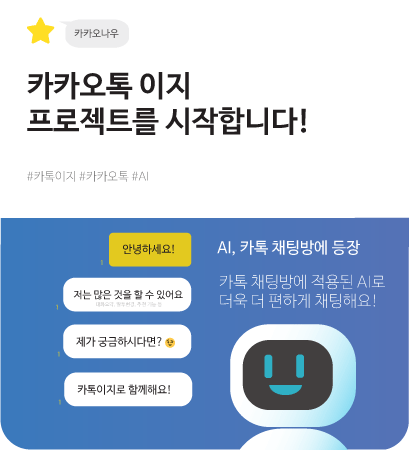 카카오나우
카카오톡 이지
프로젝트를 시작합니다!
#카톡이지 #카카오톡 #AI
안녕하세요!
1
저는 많은 것을 할 수 있어요
1
제가 궁금하시다면? 😲
1
카톡이지로 함께해요!
1
AI, 카톡 채팅방에 등장
카톡 채팅방에 적용된 AI로
더욱 더 편하게 채팅해요!